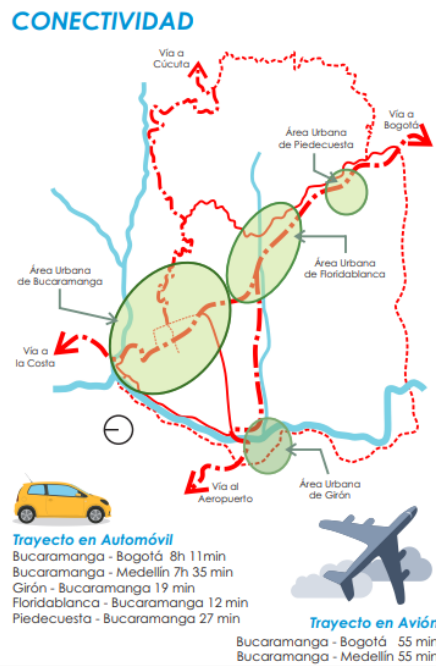 CONECTIVIDAD
Vía a
Cúcuta
Vía a
Bogotá
Área Urbana
de Piedecuesta
Área Urbana
de Floridablanca
Área Urbana
de Bucaramanga
Vía a
la Costa
Vía al
Aeropuerto
Área Urbana
de Girón
Trayecto en Automóvil
Bucaramanga - Bogotá 8h 11min
Bucaramanga - Medellín 7h 35 min
Girón - Bucaramanga 19 min
Floridablanca - Bucaramanga 12 min
Piedecuesta - Bucaramanga 27 min
Trayecto en Avión
Bucaramanga - Bogotá 55 min
Bucaramanga - Medellín 55 min